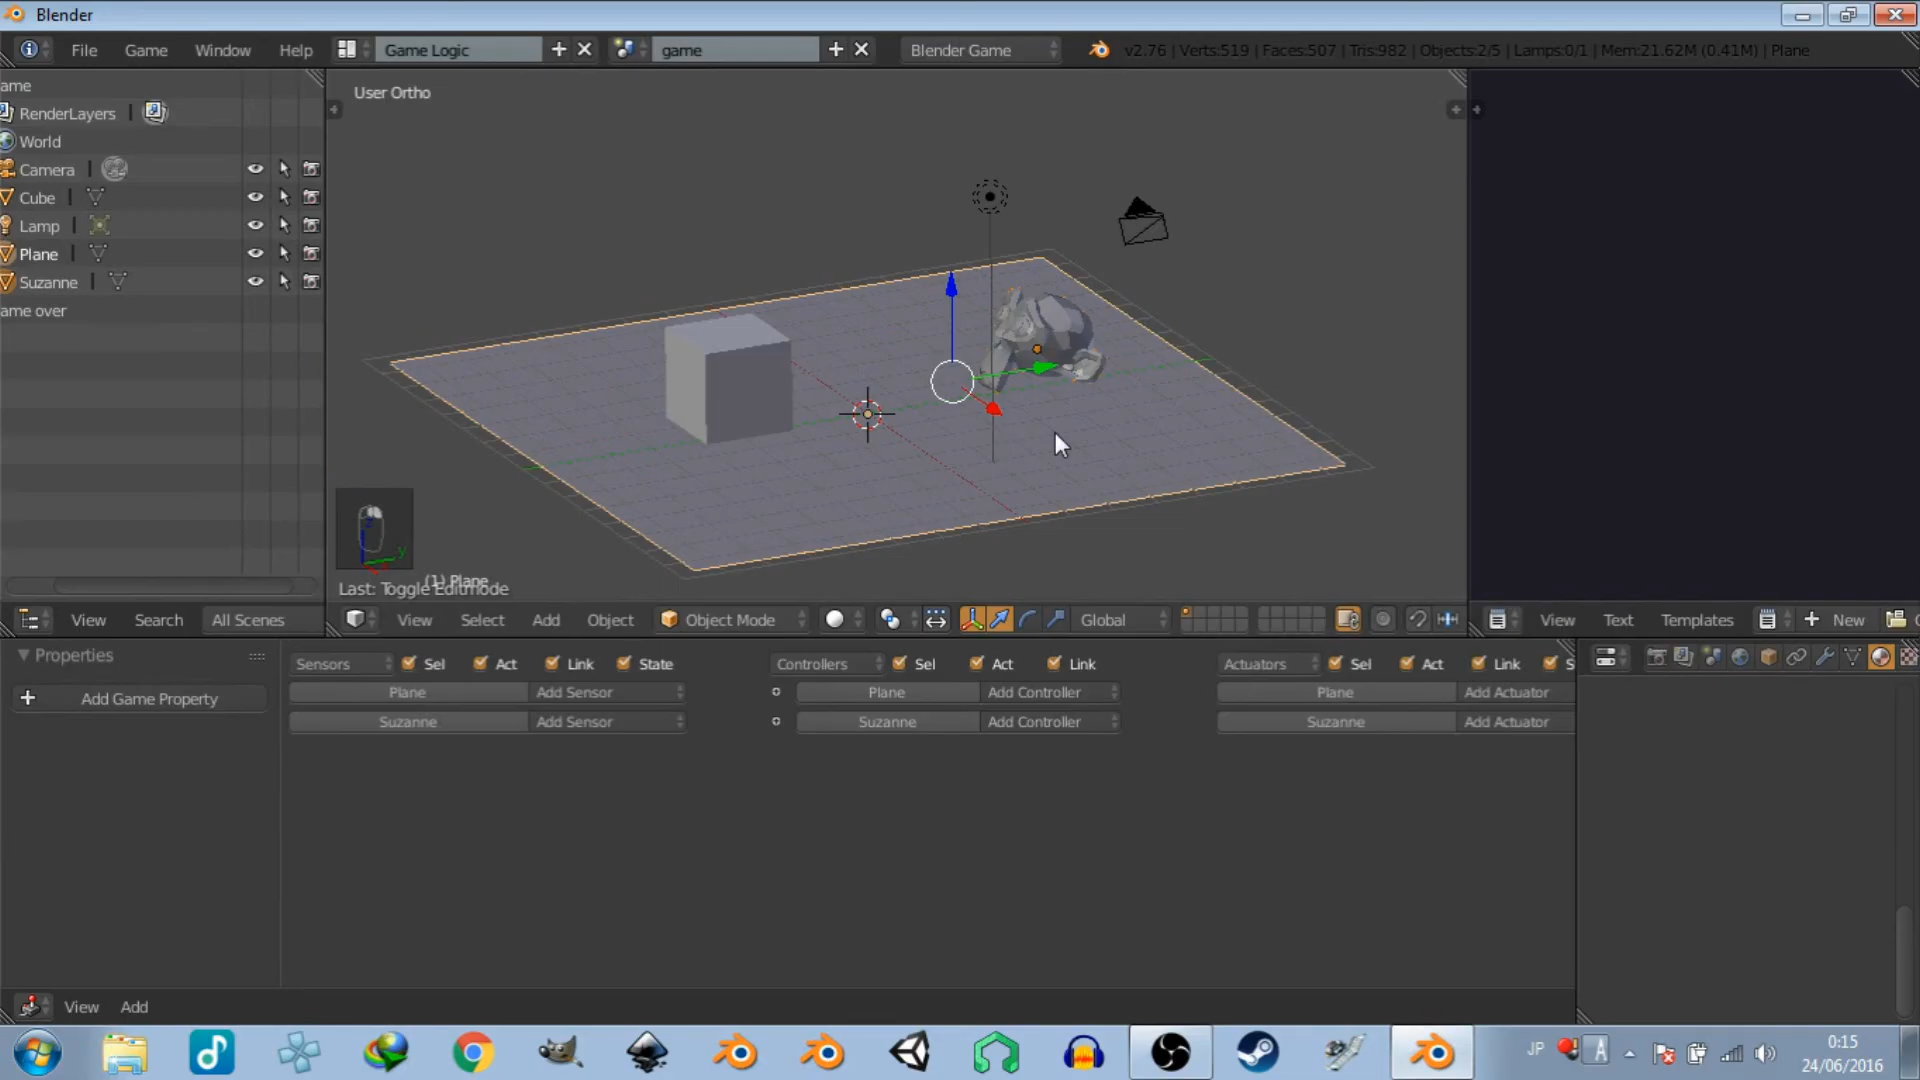 Blender
File Game Window Help Game Logic game Blender Game v2.76 | Verts:519 | Faces:507 | Tris:982 | Objects:2/5 | Lamps:0/1 | Mem:21.62M (0.41M) | Plane
ame
RenderLayers
World
Camera
Cube
Lamp
Plane
Suzanne
ame over
User Ortho
z
y
(1) Plane
Last: Toggle Editmode
View Search All Scenes
View Select Add Object Object Mode Global
View Text Templates New
Properties
Add Game Property
Sensors Sel Act Link State
Plane Add Sensor
Suzanne Add Sensor
Controllers Sel Act Link
Plane Add Controller
Suzanne Add Controller
Actuators Sel Act Link S
Plane Add Actuator
Suzanne Add Actuator
View Add
JP A 0:15
24/06/2016